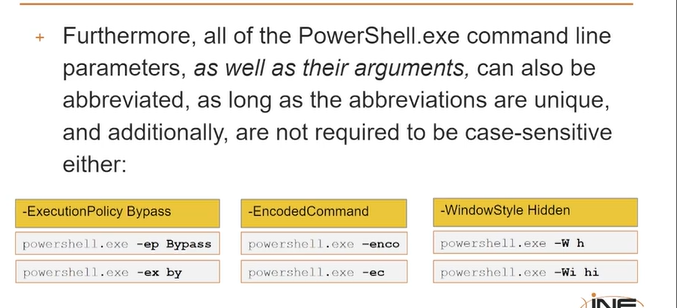 + Furthermore, all of the PowerShell.exe command line
parameters, as well as their arguments, can also be
abbreviated, as long as the abbreviations are unique,
and additionally, are not required to be case-sensitive
either:
-ExecutionPolicy Bypass
powershell.exe -ep Bypass
powershell.exe -ex by
-EncodedCommand
powershell.exe -enco
powershell.exe -ec
-WindowStyle Hidden
powershell.exe -W h
powershell.exe -Wi hi
iNE